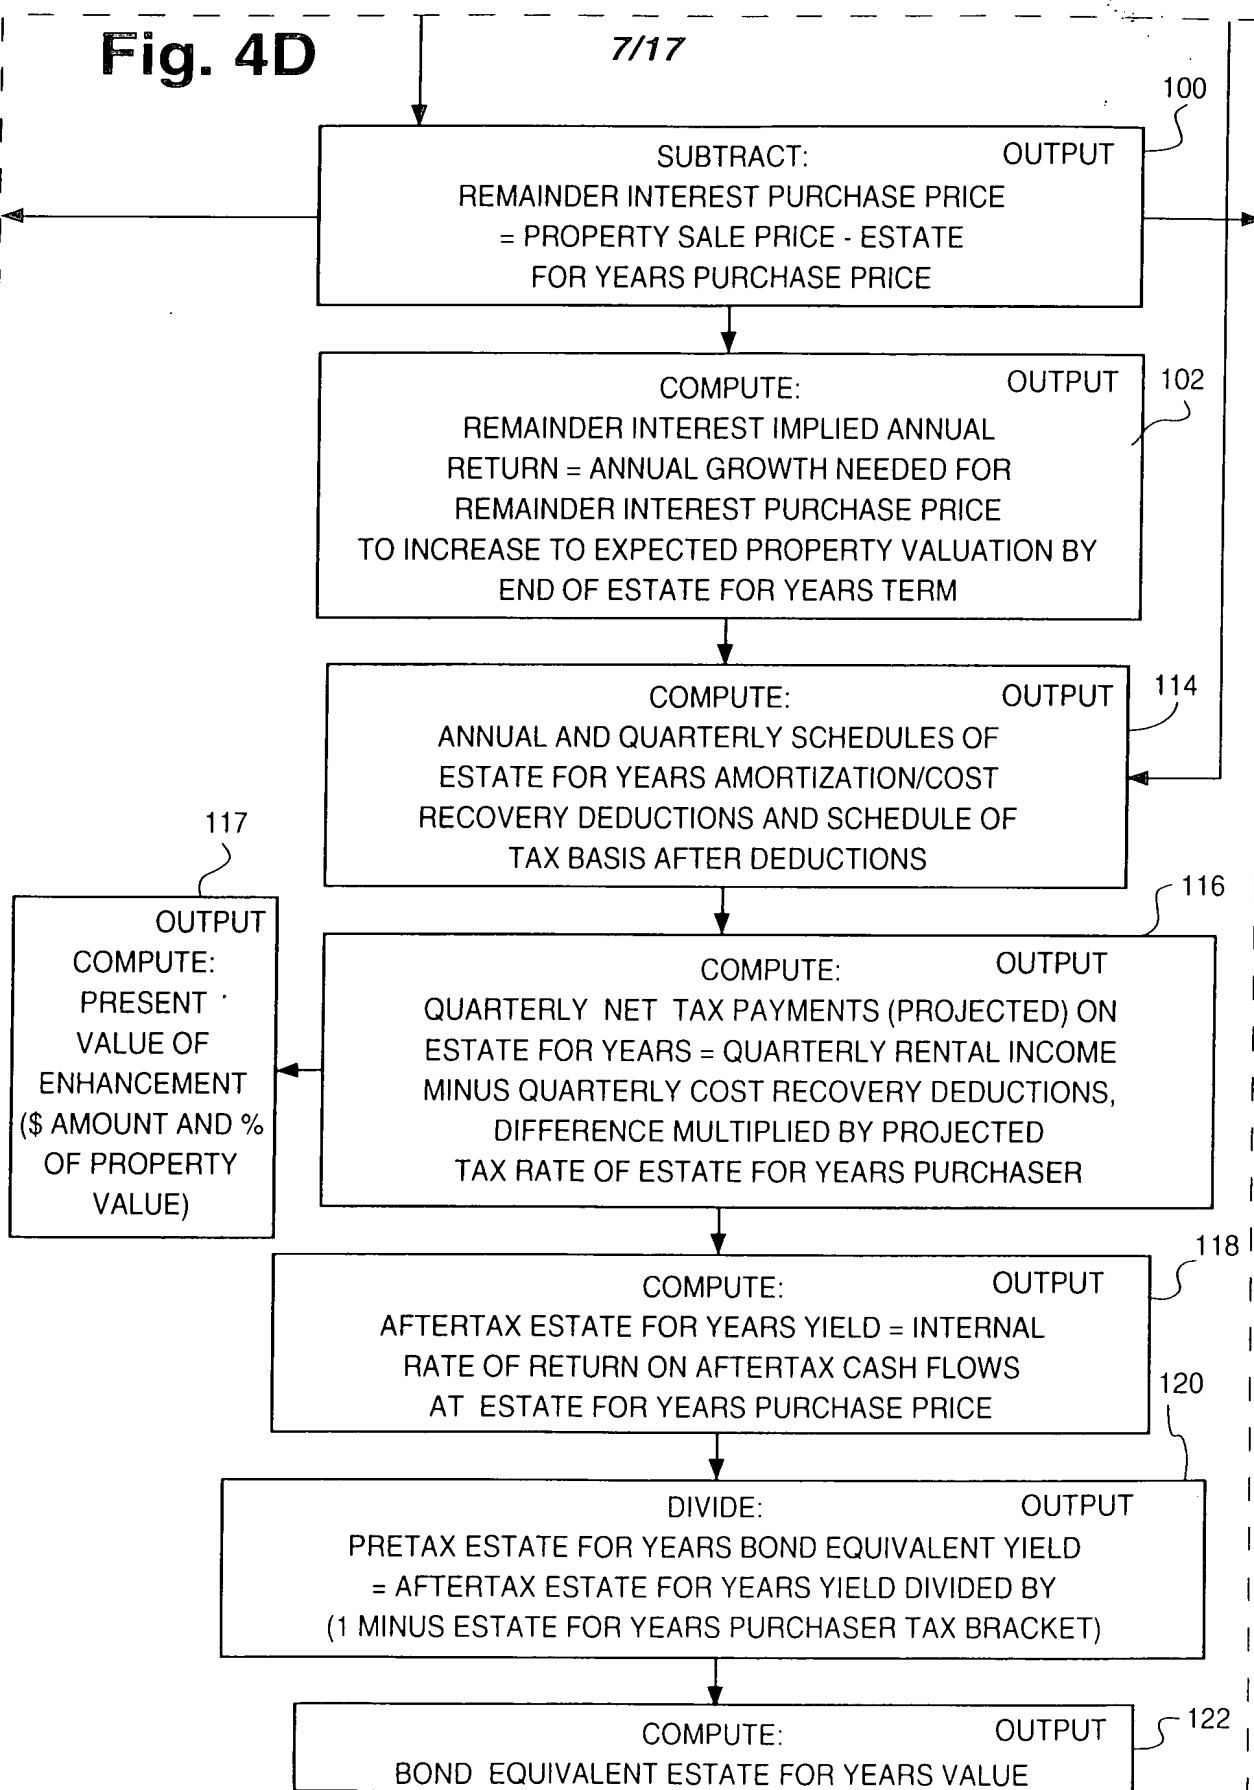 Fig. 4D
7/17
100
SUBTRACT: OUTPUT
REMAINDER INTEREST PURCHASE PRICE
= PROPERTY SALE PRICE - ESTATE
FOR YEARS PURCHASE PRICE
102
COMPUTE: OUTPUT
REMAINDER INTEREST IMPLIED ANNUAL
RETURN = ANNUAL GROWTH NEEDED FOR
REMAINDER INTEREST PURCHASE PRICE
TO INCREASE TO EXPECTED PROPERTY VALUATION BY
END OF ESTATE FOR YEARS TERM
114
COMPUTE: OUTPUT
ANNUAL AND QUARTERLY SCHEDULES OF
ESTATE FOR YEARS AMORTIZATION/COST
RECOVERY DEDUCTIONS AND SCHEDULE OF
TAX BASIS AFTER DEDUCTIONS
117
OUTPUT
COMPUTE:
PRESENT
VALUE OF
ENHANCEMENT
($ AMOUNT AND %
OF PROPERTY
VALUE)
116
COMPUTE: OUTPUT
QUARTERLY NET TAX PAYMENTS (PROJECTED) ON
ESTATE FOR YEARS = QUARTERLY RENTAL INCOME
MINUS QUARTERLY COST RECOVERY DEDUCTIONS,
DIFFERENCE MULTIPLIED BY PROJECTED
TAX RATE OF ESTATE FOR YEARS PURCHASER
118
COMPUTE: OUTPUT
AFTERTAX ESTATE FOR YEARS YIELD = INTERNAL
RATE OF RETURN ON AFTERTAX CASH FLOWS
AT ESTATE FOR YEARS PURCHASE PRICE
120
DIVIDE: OUTPUT
PRETAX ESTATE FOR YEARS BOND EQUIVALENT YIELD
= AFTERTAX ESTATE FOR YEARS YIELD DIVIDED BY
(1 MINUS ESTATE FOR YEARS PURCHASER TAX BRACKET)
122
COMPUTE: OUTPUT
BOND EQUIVALENT ESTATE FOR YEARS VALUE